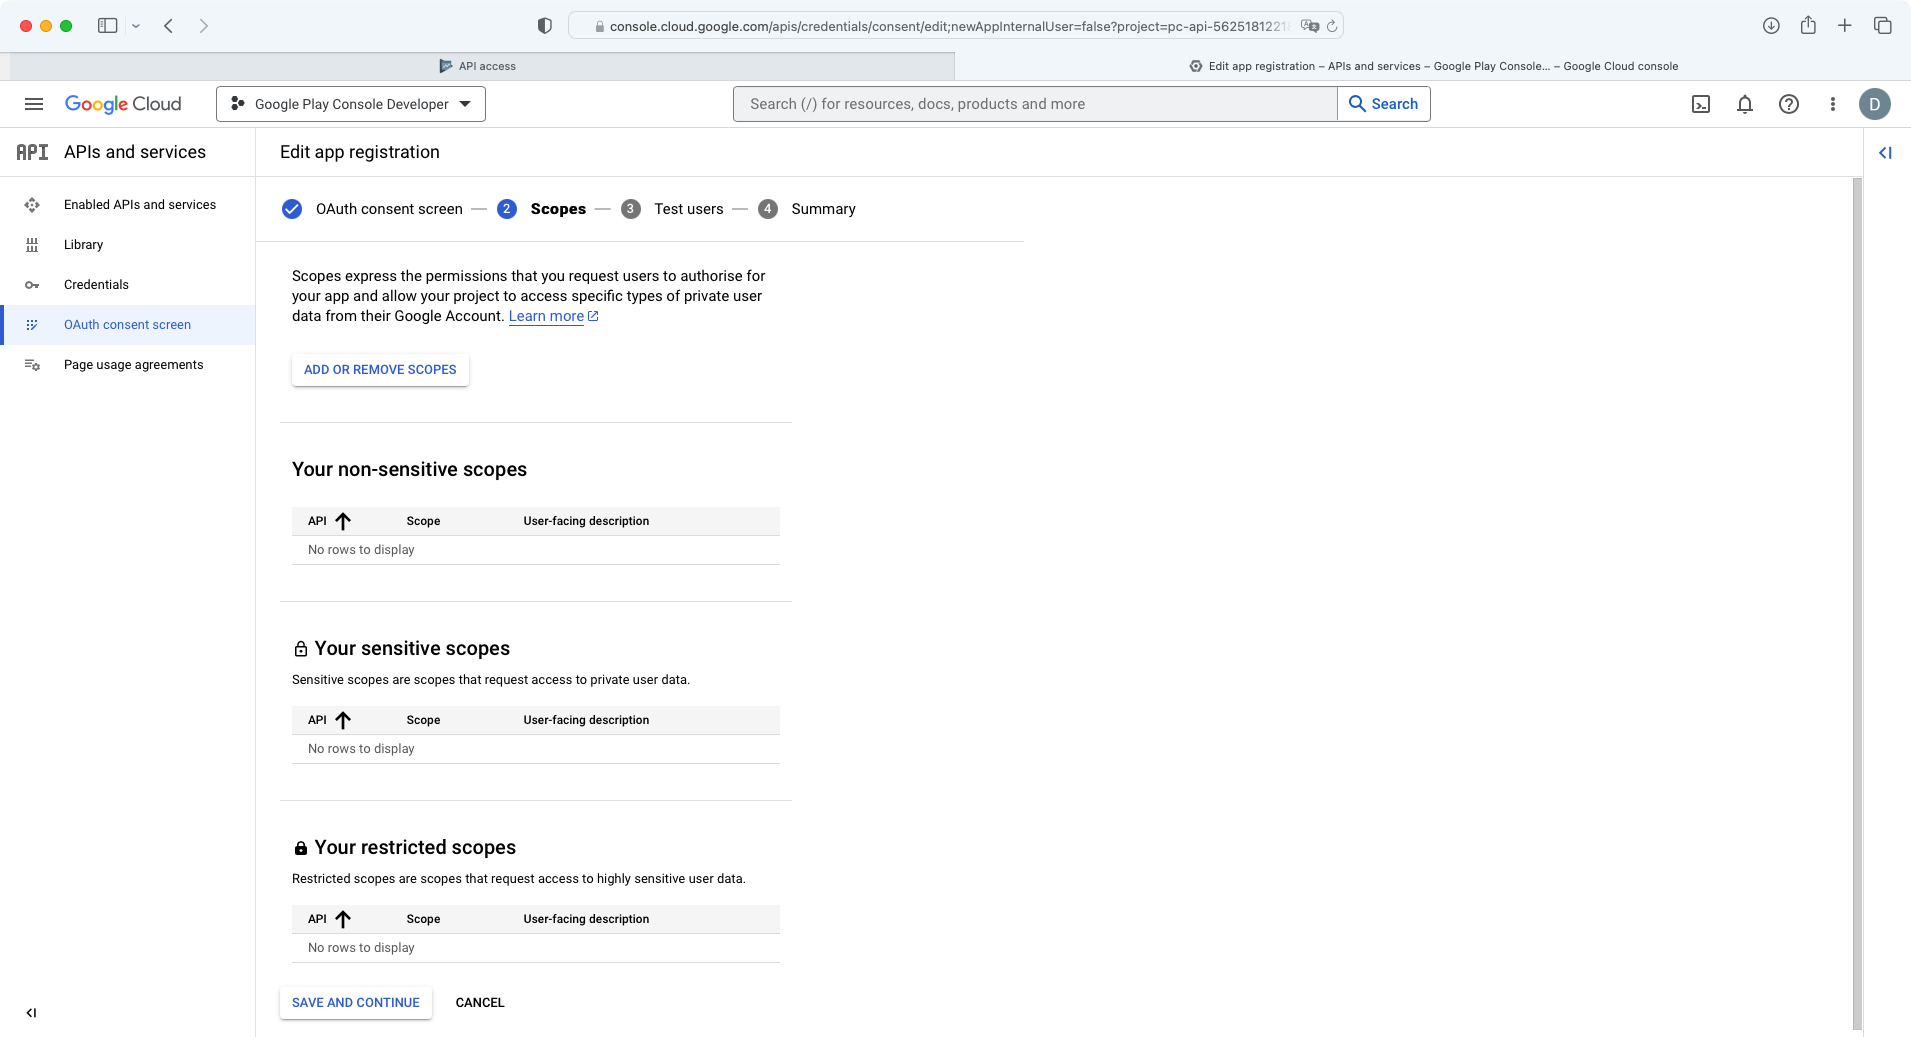 console.cloud.google.com/apis/credentials/consent/edit;newAppInternalUser=false?project=pc-api-562518122
API access
Edit app registration – APIs and services – Google Play Console... – Google Cloud console
Google Cloud
Google Play Console Developer
Search (/) for resources, docs, products and more
Search
D
API APIs and services
Edit app registration
Enabled APIs and services
Library
Credentials
OAuth consent screen
Page usage agreements
OAuth consent screen — 2 Scopes — 3 Test users — 4 Summary
Scopes express the permissions that you request users to authorise for
your app and allow your project to access specific types of private user
data from their Google Account. Learn more
ADD OR REMOVE SCOPES
Your non-sensitive scopes
API Scope User-facing description
No rows to display
Your sensitive scopes
Sensitive scopes are scopes that request access to private user data.
API Scope User-facing description
No rows to display
Your restricted scopes
Restricted scopes are scopes that request access to highly sensitive user data.
API Scope User-facing description
No rows to display
SAVE AND CONTINUE CANCEL